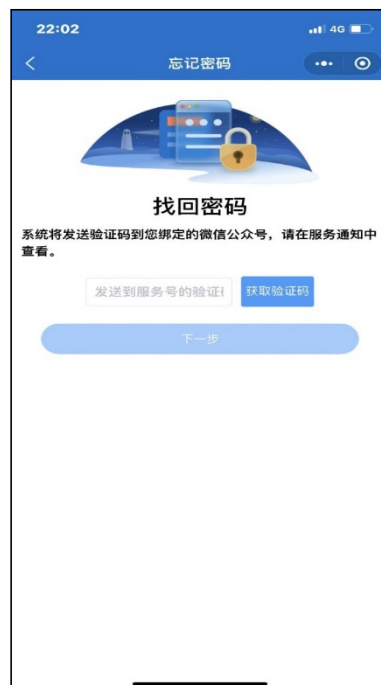 22:02
4G
忘记密码
找回密码
系统将发送验证码到您绑定的微信公众号，请在服务通知中
查看。
发送到服务号的验证
获取验证码
下一步